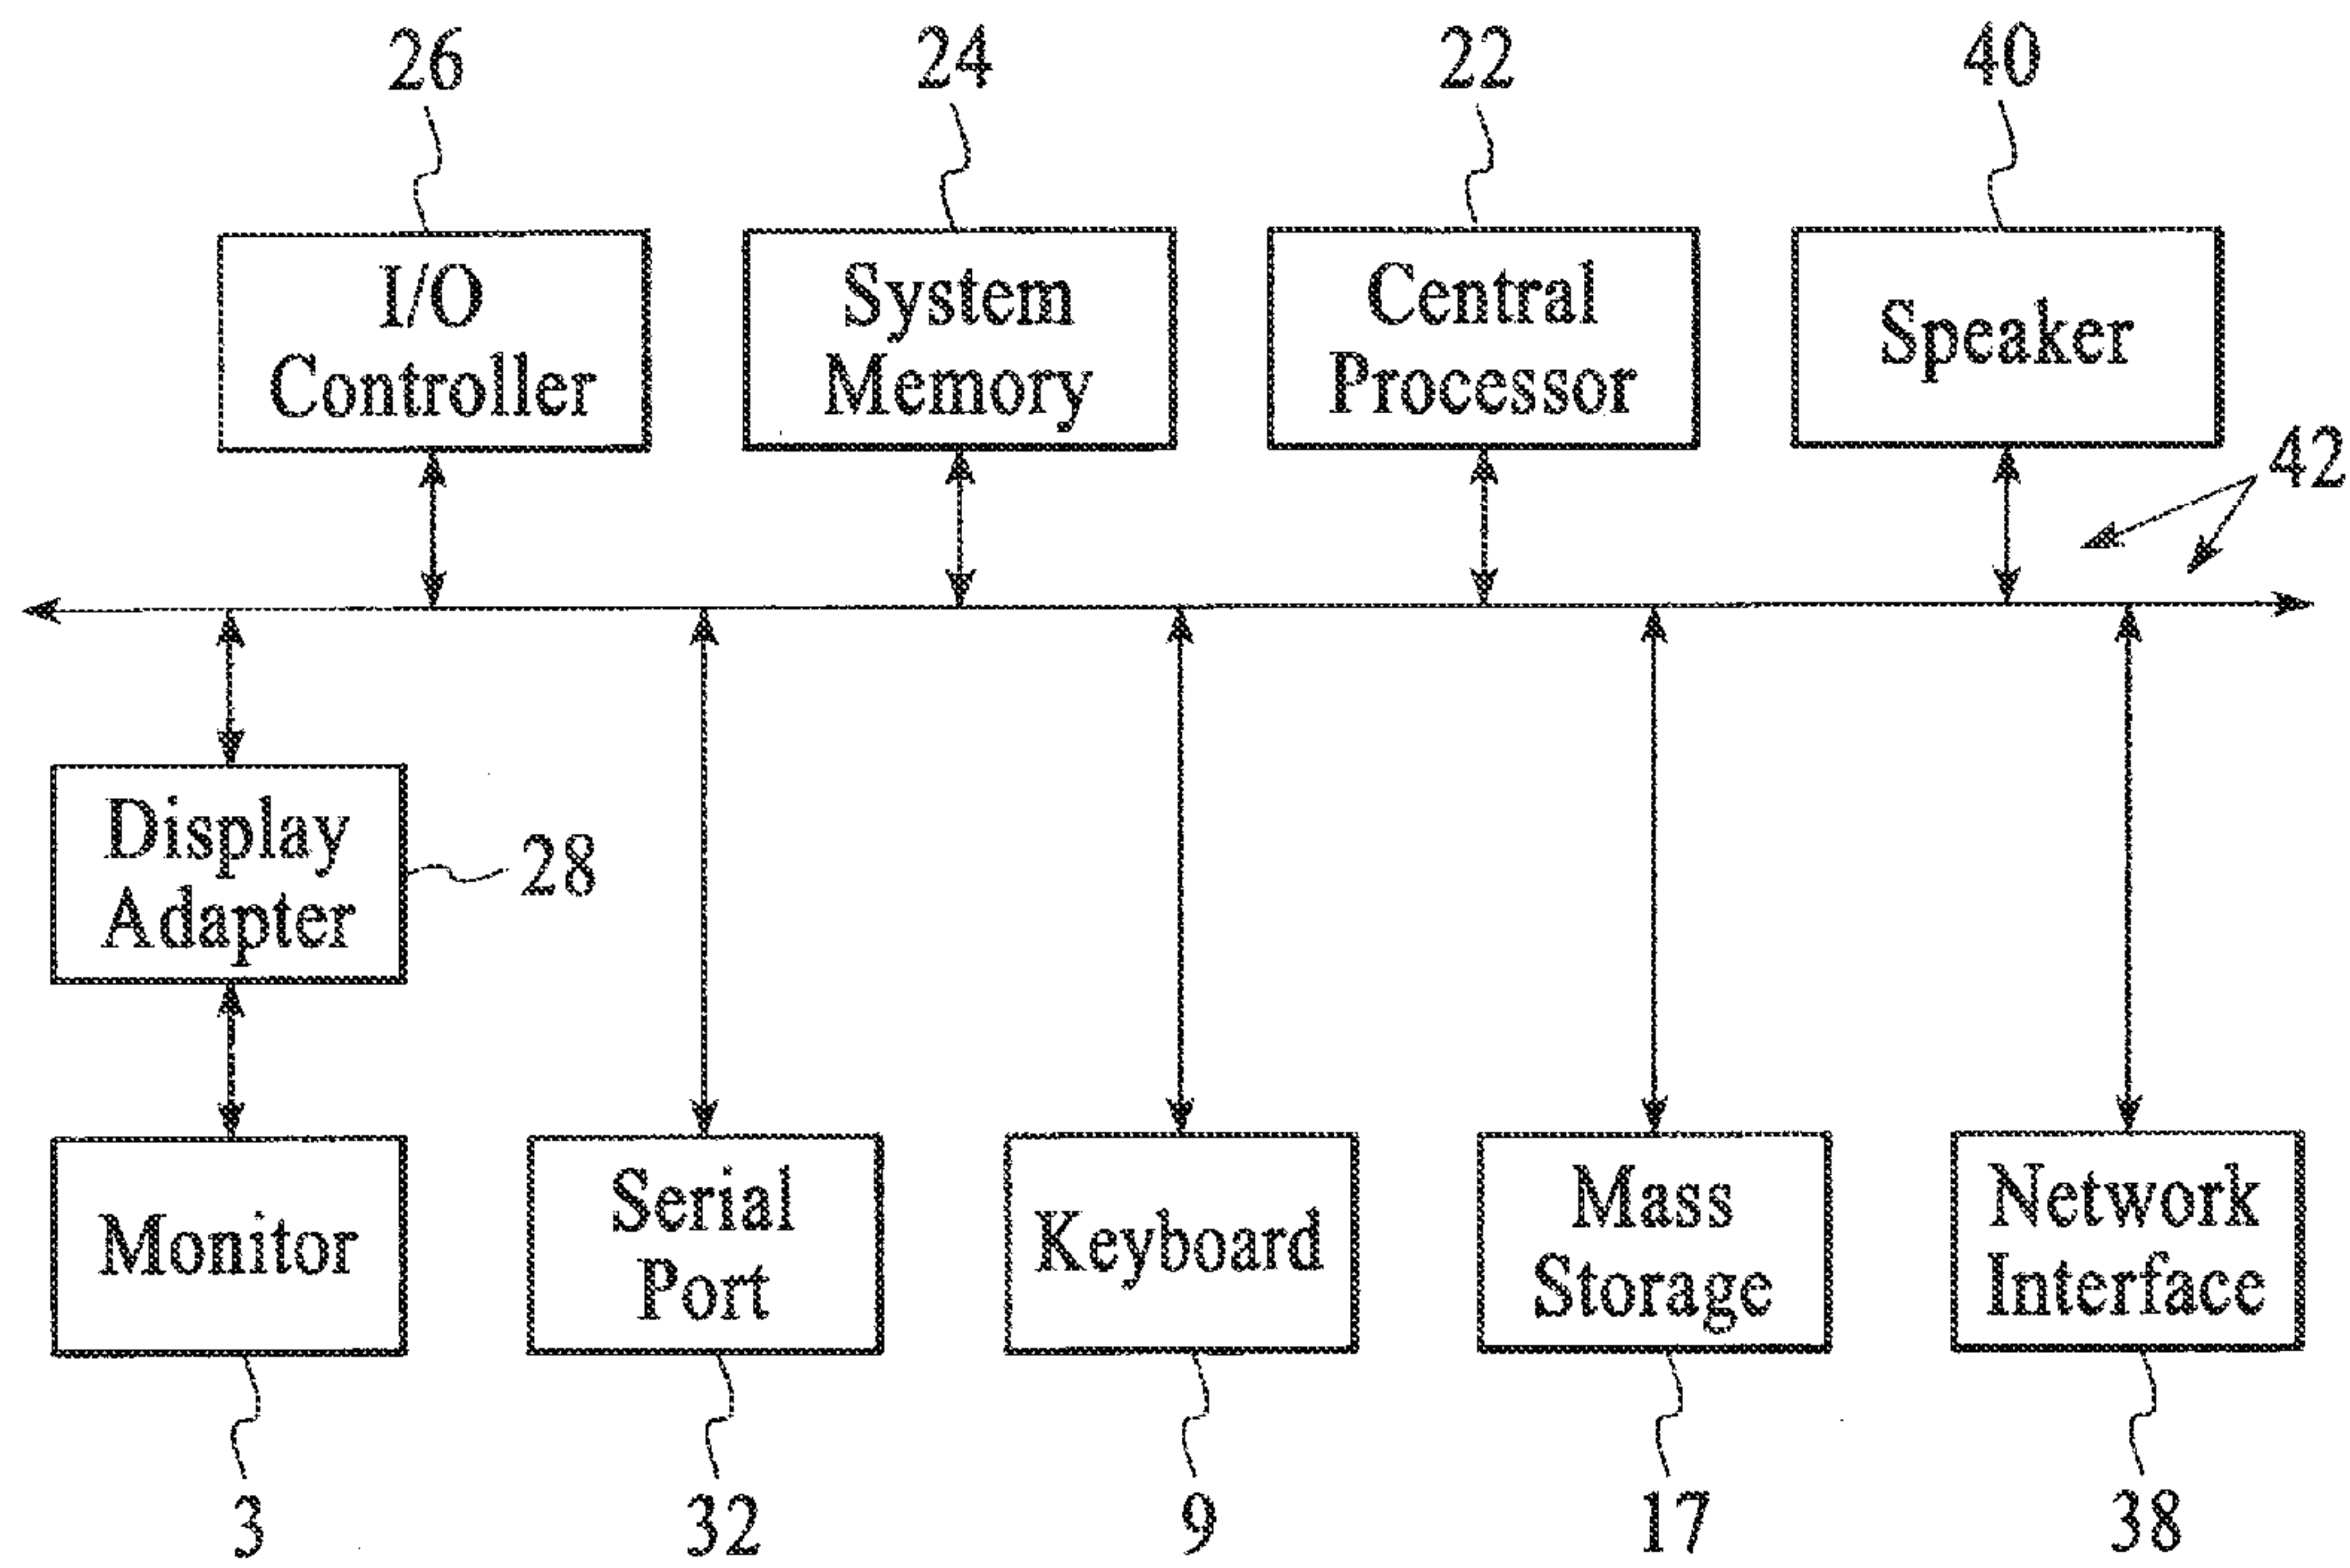 26
24
22
40
I/O
Controller
System
Memory
Central
Processor
Speaker
42
Display
Adapter
28
Monitor
Serial
Port
Keyboard
Mass
Storage
Network
Interface
3
32
9
17
38